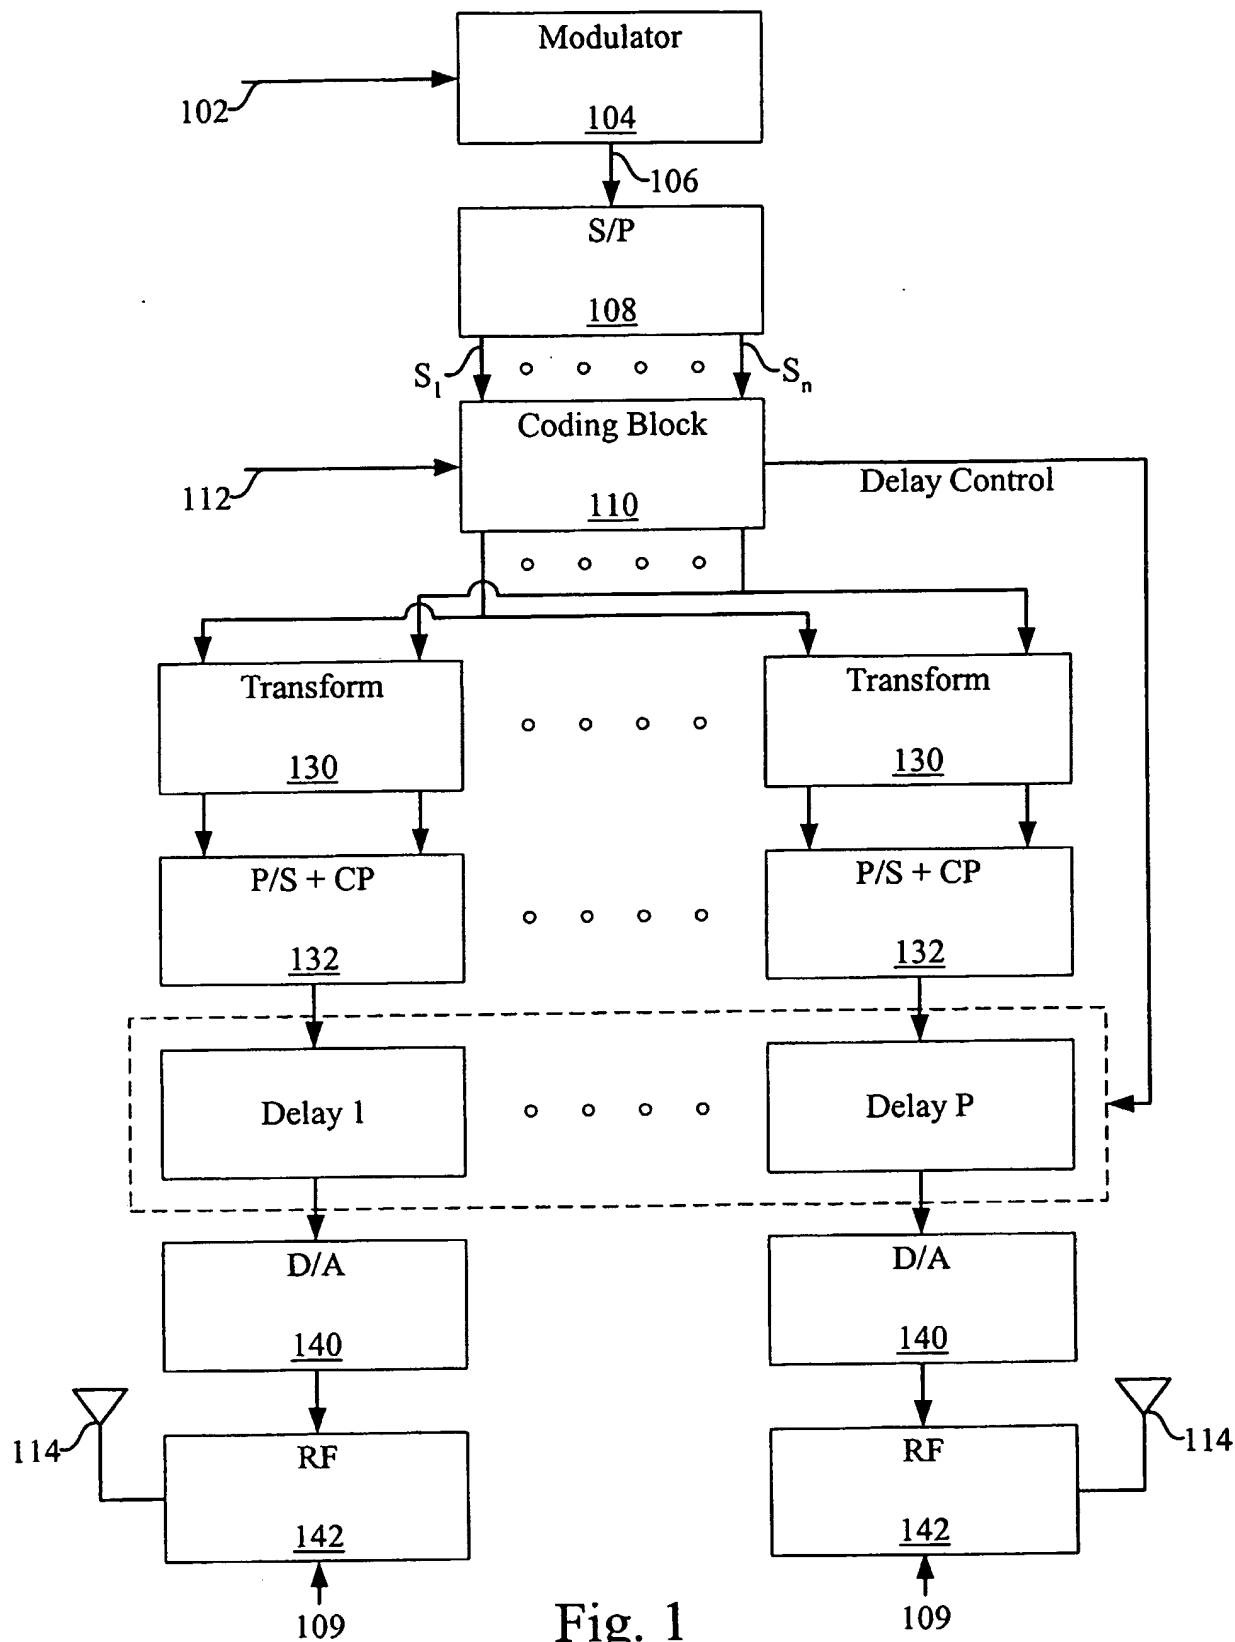 Modulator
102
104
106
S/P
108
S1
Sn
Coding Block
112
110
Delay Control
Transform
130
Transform
130
P/S + CP
132
P/S + CP
132
Delay 1
Delay P
D/A
140
D/A
140
114
RF
142
RF
142
114
109
109
Fig. 1